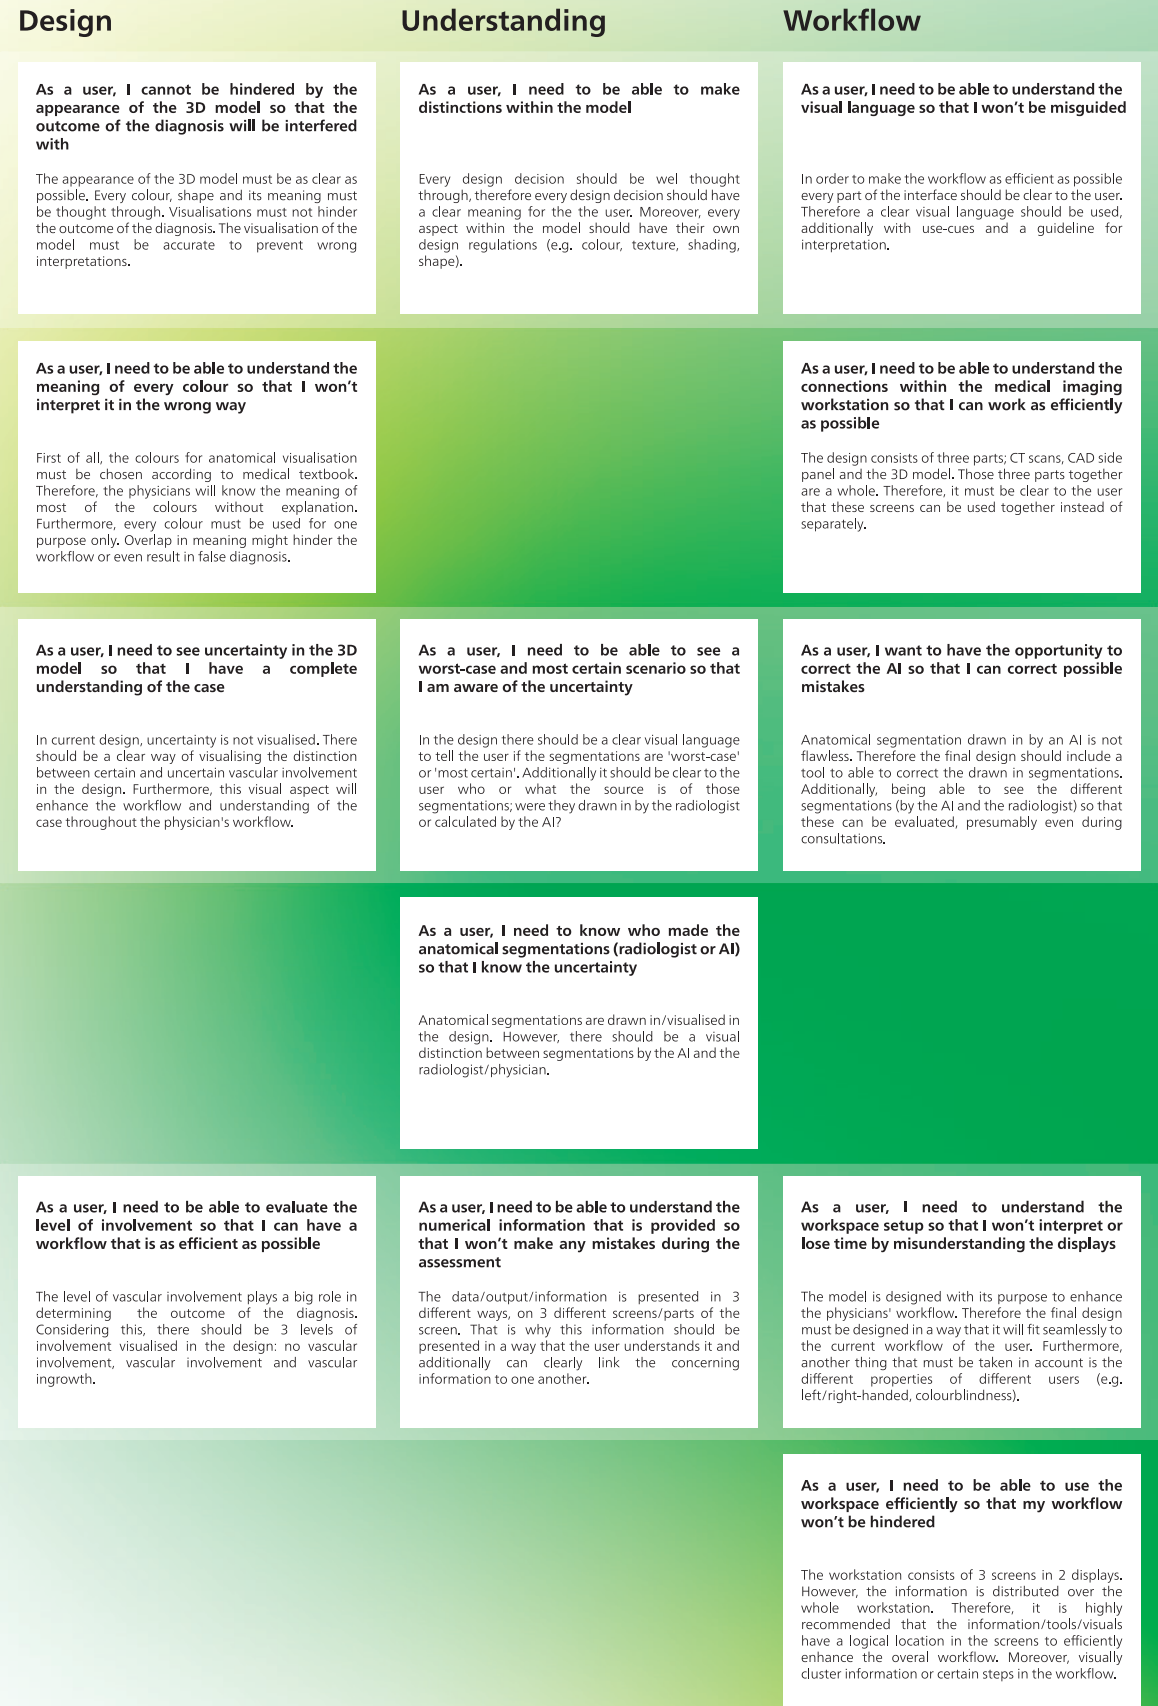 Design
Understanding
Workflow
As a user, I cannot be hindered by the
appearance of the 3D model so that the
outcome of the diagnosis will be interfered
with
The appearance of the 3D model must be as clear as
possible. Every colour, shape and its meaning must
be thought through. Visualisations must not hinder
the outcome of the diagnosis. The visualisation of the
model must be accurate to prevent wrong
interpretations.
As a user, I need to be able to make
distinctions within the model
Every design decision should be wel thought
through, therefore every design decision should have
a clear meaning for the the user. Moreover, every
aspect within the model should have their own
design regulations (e.g. colour, texture, shading,
shape).
As a user, I need to be able to understand the
visual language so that I won't be misguided
In order to make the workflow as efficient as possible
every part of the interface should be clear to the user.
Therefore a clear visual language should be used,
additionally with use-cues and a guideline for
interpretation.
As a user, I need to be able to understand the
meaning of every colour so that I won't
interpret it in the wrong way
First of all, the colours for anatomical visualisation
must be chosen according to medical textbook.
Therefore, the physicians will know the meaning of
most of the colours without explanation.
Furthermore, every colour must be used for one
purpose only. Overlap in meaning might hinder the
workflow or even result in false diagnosis.
As a user, I need to be able to understand the
connections within the medical imaging
workstation so that I can work as efficiently
as possible
The design consists of three parts; CT scans, CAD side
panel and the 3D model. Those three parts together
are a whole. Therefore, it must be clear to the user
that these screens can be used together instead of
separately.
As a user, I need to see uncertainty in the 3D
model so that I have a complete
understanding of the case
In current design, uncertainty is not visualised. There
should be a clear way of visualising the distinction
between certain and uncertain vascular involvement
in the design. Furthermore, this visual aspect will
enhance the workflow and understanding of the
case throughout the physician's workflow.
As a user, I need to be able to see a
worst-case and most certain scenario so that
I am aware of the uncertainty
In the design there should be a clear visual language
to tell the user if the segmentations are 'worst-case'
or 'most certain'. Additionally it should be clear to the
user who or what the source is of those
segmentations; were they drawn in by the radiologist
or calculated by the AI?
As a user, I want to have the opportunity to
correct the AI so that I can correct possible
mistakes
Anatomical segmentation drawn in by an AI is not
flawless. Therefore the final design should include a
tool to able to correct the drawn in segmentations.
Additionally, being able to see the different
segmentations (by the AI and the radiologist) so that
these can be evaluated, presumably even during
consultations.
As a user, I need to know who made the
anatomical segmentations (radiologist or AI)
so that I know the uncertainty
Anatomical segmentations are drawn in/visualised in
the design. However, there should be a visual
distinction between segmentations by the AI and the
radiologist/physician.
As a user, I need to be able to evaluate the
level of involvement so that I can have a
workflow that is as efficient as possible
The level of vascular involvement plays a big role in
determining the outcome of the diagnosis.
Considering this, there should be 3 levels of
involvement visualised in the design: no vascular
involvement, vascular involvement and vascular
ingrowth.
As a user, I need to be able to understand the
numerical information that is provided so
that I won't make any mistakes during the
assessment
The data/output/information is presented in 3
different ways, on 3 different screens/parts of the
screen. That is why this information should be
presented in a way that the user understands it and
additionally can clearly link the concerning
information to one another.
As a user, I need to understand the
workspace setup so that I won't interpret or
lose time by misunderstanding the displays
The model is designed with its purpose to enhance
the physicians' workflow. Therefore the final design
must be designed in a way that it will fit seamlessly to
the current workflow of the user. Furthermore,
another thing that must be taken in account is the
different properties of different users (e.g.
left/right-handed, colourblindness).
As a user, I need to be able to use the
workspace efficiently so that my workflow
won't be hindered
The workstation consists of 3 screens in 2 displays.
However, the information is distributed over the
whole workstation. Therefore, it is highly
recommended that the information/tools/visuals
have a logical location in the screens to efficiently
enhance the overal workflow. Moreover, visually
cluster information or certain steps in the workflow.